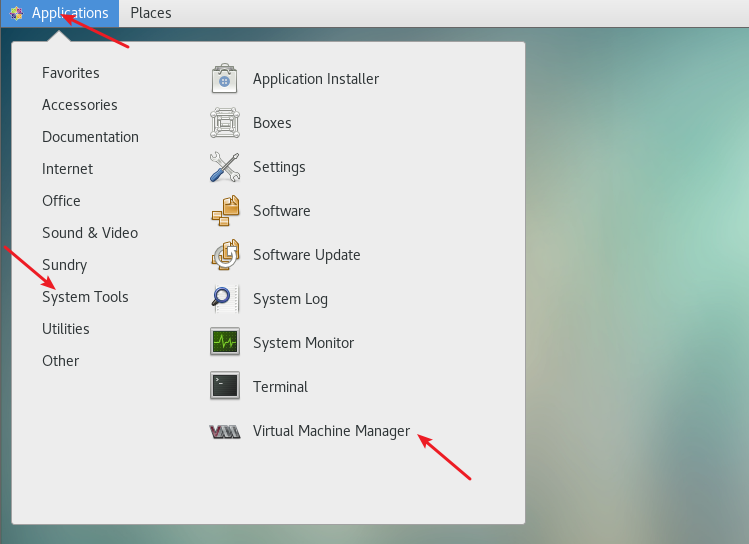 Applications
Places
Favorites
Accessories
Documentation
Internet
Office
Sound & Video
Sundry
System Tools
Utilities
Other
Application Installer
Boxes
Settings
Software
Software Update
System Log
System Monitor
Terminal
Virtual Machine Manager